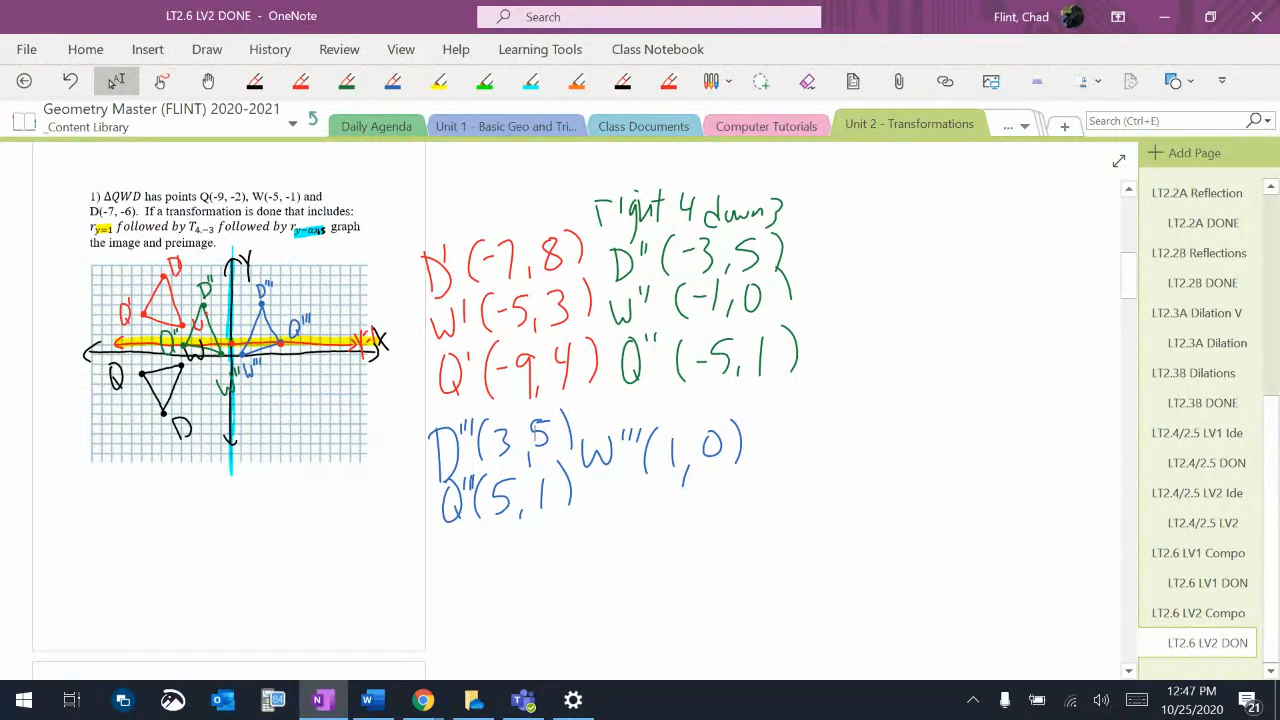 LT2.6 LV2 DONE - OneNote
Search
Flint, Chad
File Home Insert Draw History Review View Help Learning Tools Class Notebook
Geometry Master (FLINT) 2020-2021
_Content Library
Daily Agenda
Unit 1 - Basic Geo and Tri...
Class Documents
Computer Tutorials
Unit 2 - Transformations
...
Search (Ctrl+E)
Add Page
LT2.2A Reflection
LT2.2A DONE
LT2.2B Reflections
LT2.2B DONE
LT2.3A Dilation V
LT2.3A Dilation
LT2.3B Dilations
LT2.3B DONE
LT2.4/2.5 LV1 Ide
LT2.4/2.5 DON
LT2.4/2.5 LV2 Ide
LT2.4/2.5 LV2
LT2.6 LV1 Compo
LT2.6 LV1 DON
LT2.6 LV2 Compo
LT2.6 LV2 DON
1) ΔQWD has points Q(-9, -2), W(-5, -1) and
D(-7, -6). If a transformation is done that includes:
r y=1 followed by T4,−3 followed by r y−axis graph
the image and preimage.
Y
D'
D''
D'''
Q'
W'
Q''
Q'''
X
W
W''
W'''
Q
D
right 4 down 3
D' (-7, 8)
W' (-5, 3)
Q' (-9, 4)
D'' (-3, 5)
W'' (-1, 0)
Q'' (-5, 1)
D''' (3, 5) W''' (1, 0)
Q''' (5, 1)
12:47 PM
10/25/2020
21